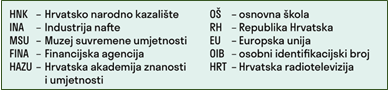 HNK – Hrvatsko narodno kazalište
INA – Industrija nafte
MSU – Muzej suvremene umjetnosti
FINA – Financijska agencija
HAZU – Hrvatska akademija znanosti
i umjetnosti
OŠ – osnovna škola
RH – Republika Hrvatska
EU – Europska unija
OIB – osobni identifikacijski broj
HRT – Hrvatska radiotelevizija